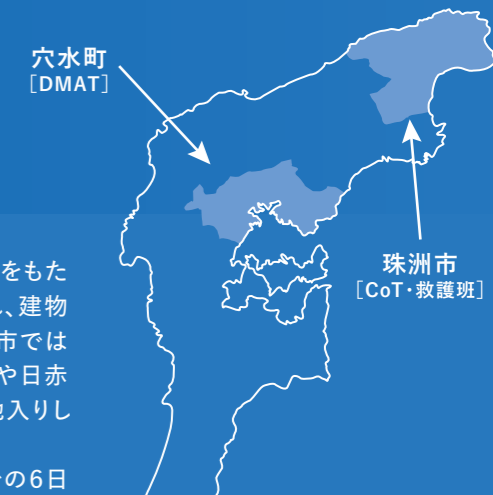 穴水町
[DMAT]
珠洲市
[CoT・救護班]
をもた
、建物
市では
や日赤
地入りし
の6日